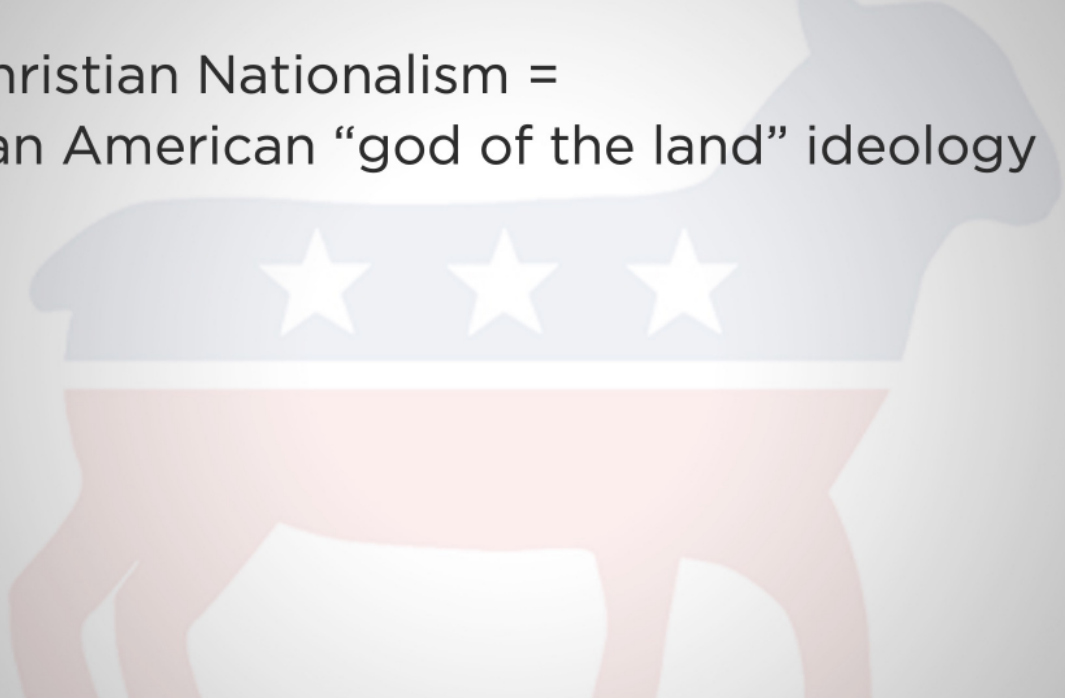 hristian Nationalism =
an American “god of the land” ideology